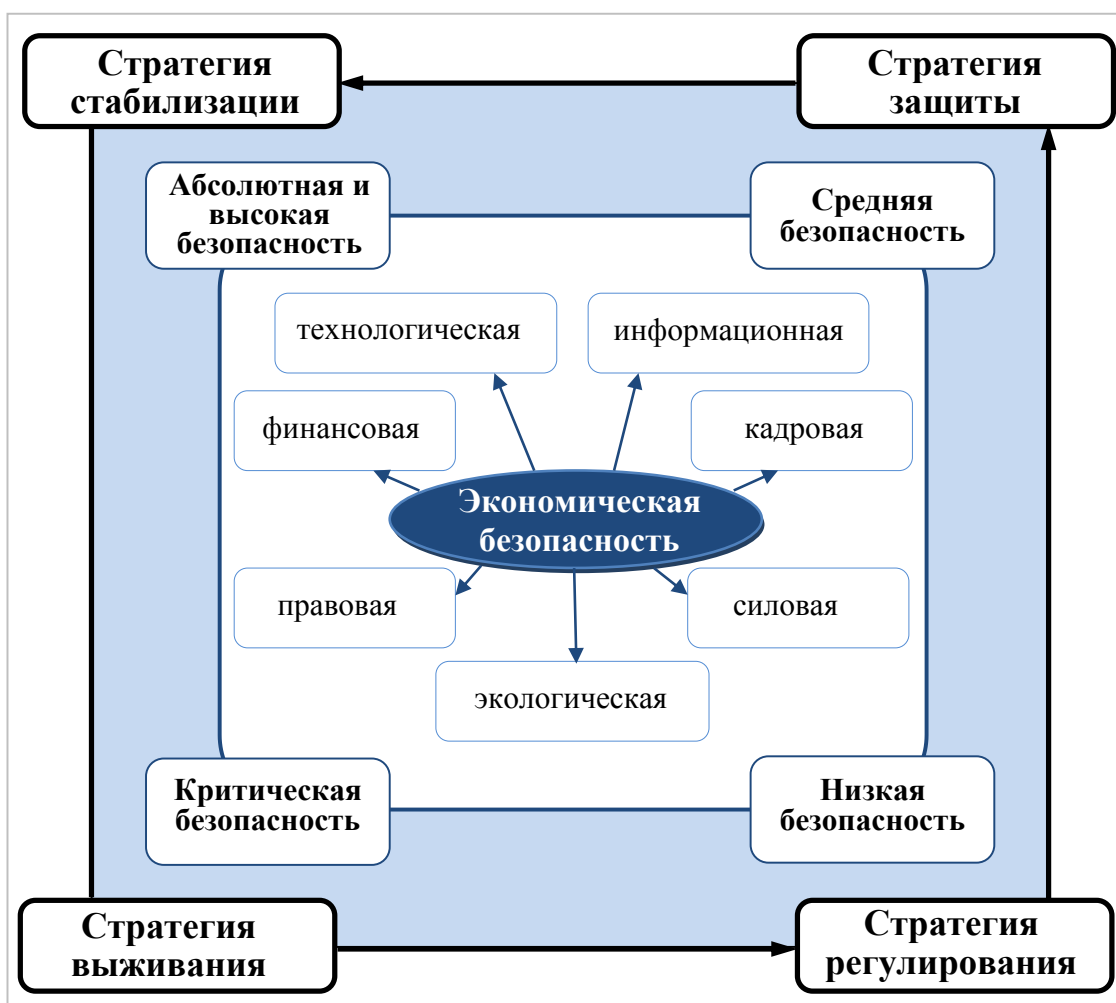 Стратегия
стабилизации
Стратегия
защиты
Абсолютная и
высокая
безопасность
Средняя
безопасность
технологическая
информационная
финансовая
кадровая
Экономическая
безопасность
правовая
силовая
экологическая
Критическая
безопасность
Низкая
безопасность
Стратегия
выживания
Стратегия
регулирования